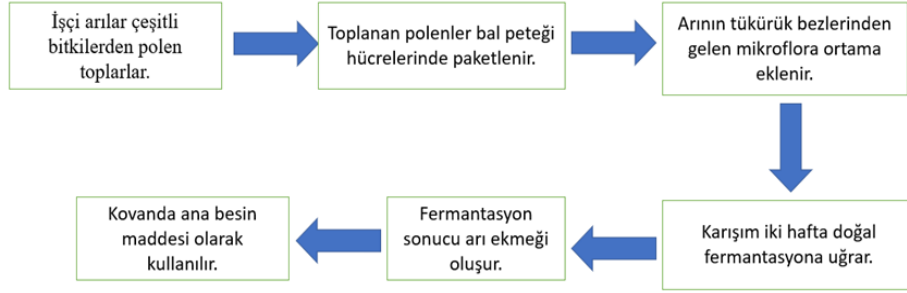 İşçi arılar çeşitli
bitkilerden polen
toplarlar.
Toplanan polenler bal peteği
hücrelerinde paketlenir.
Arının tükürük bezlerinden
gelen mikroflora ortama
eklenir.
Karışım iki hafta doğal
fermantasyona uğrar.
Fermantasyon
sonucu arı ekmeği
oluşur.
Kovanda ana besin
maddesi olarak
kullanılır.